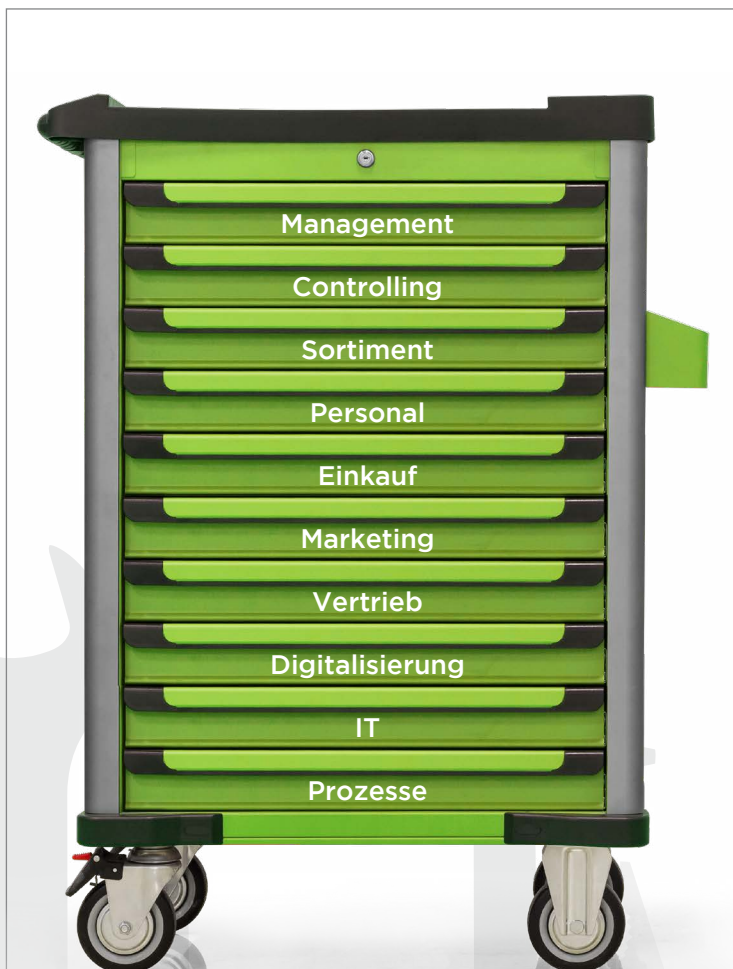 Management
Controlling
Sortiment
Personal
Einkauf
Marketing
Vertrieb
Digitalisierung
IT
Prozesse